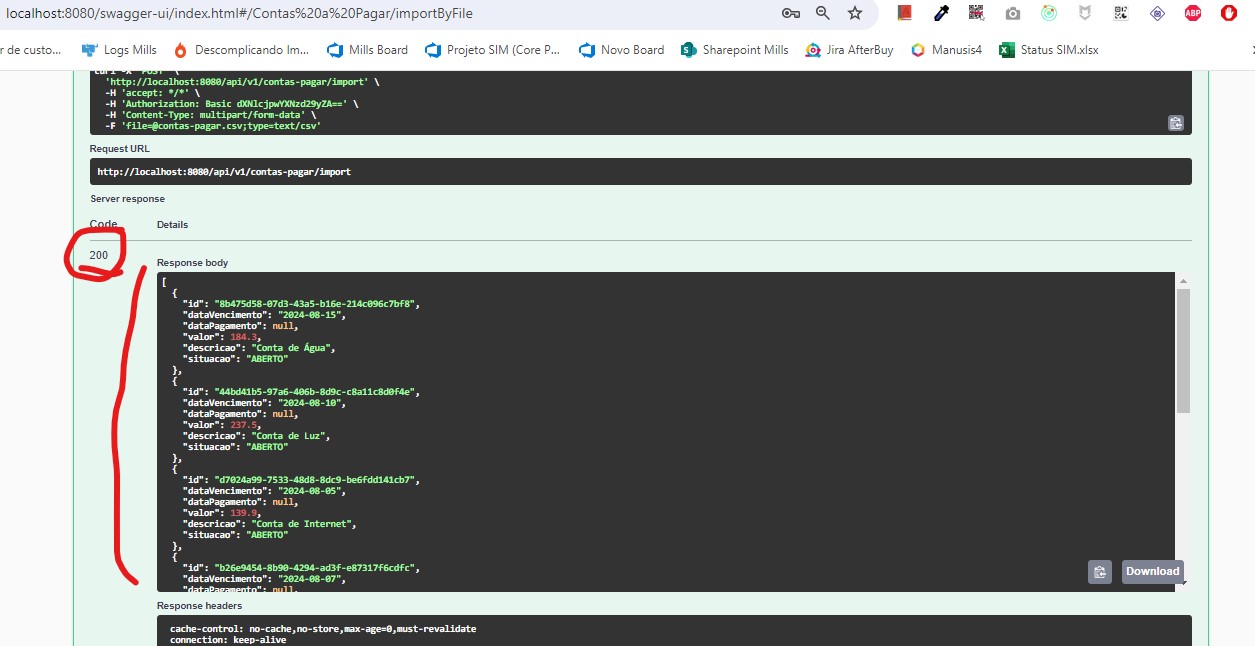 localhost:8080/swagger-ui/index.html#/Contas%20a%20Pagar/importByFile
ABP
r de custo...
Logs Mills
Descomplicando Im...
Mills Board
Projeto SIM (Core P...
Novo Board
Sharepoint Mills
Jira AfterBuy
Manusis4
Status SIM.xlsx
curl -X 'POST' \
'http://localhost:8080/api/v1/contas-pagar/import' \
-H 'accept: */*' \
-H 'Authorization: Basic dXNlcjpwYXNzd29yZA==' \
-H 'Content-Type: multipart/form-data' \
-F 'file=@contas-pagar.csv;type=text/csv'
Request URL
http://localhost:8080/api/v1/contas-pagar/import
Server response
Code
Details
200
Response body
[
{
"id": "8b475d58-07d3-43a5-b16e-214c096c7bf8",
"dataVencimento": "2024-08-15",
"dataPagamento": null,
"valor": 184.3,
"descricao": "Conta de Água",
"situacao": "ABERTO"
},
{
"id": "44bd41b5-97a6-406b-8d9c-c8a11c8d0f4e",
"dataVencimento": "2024-08-10",
"dataPagamento": null,
"valor": 237.5,
"descricao": "Conta de Luz",
"situacao": "ABERTO"
},
{
"id": "d7024a99-7533-48d8-8dc9-be6fdd141cb7",
"dataVencimento": "2024-08-05",
"dataPagamento": null,
"valor": 139.9,
"descricao": "Conta de Internet",
"situacao": "ABERTO"
},
{
"id": "b26e9454-8b90-4294-ad3f-e87317f6cdfc",
"dataVencimento": "2024-08-07",
"dataPagamento": null,
Download
Response headers
cache-control: no-cache,no-store,max-age=0,must-revalidate
connection: keep-alive